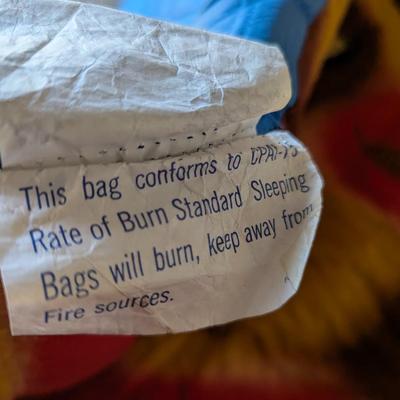 This bag conforms to
Rate of Burn Standard Sleeping
Bags will burn, keep away from
Fire sources.